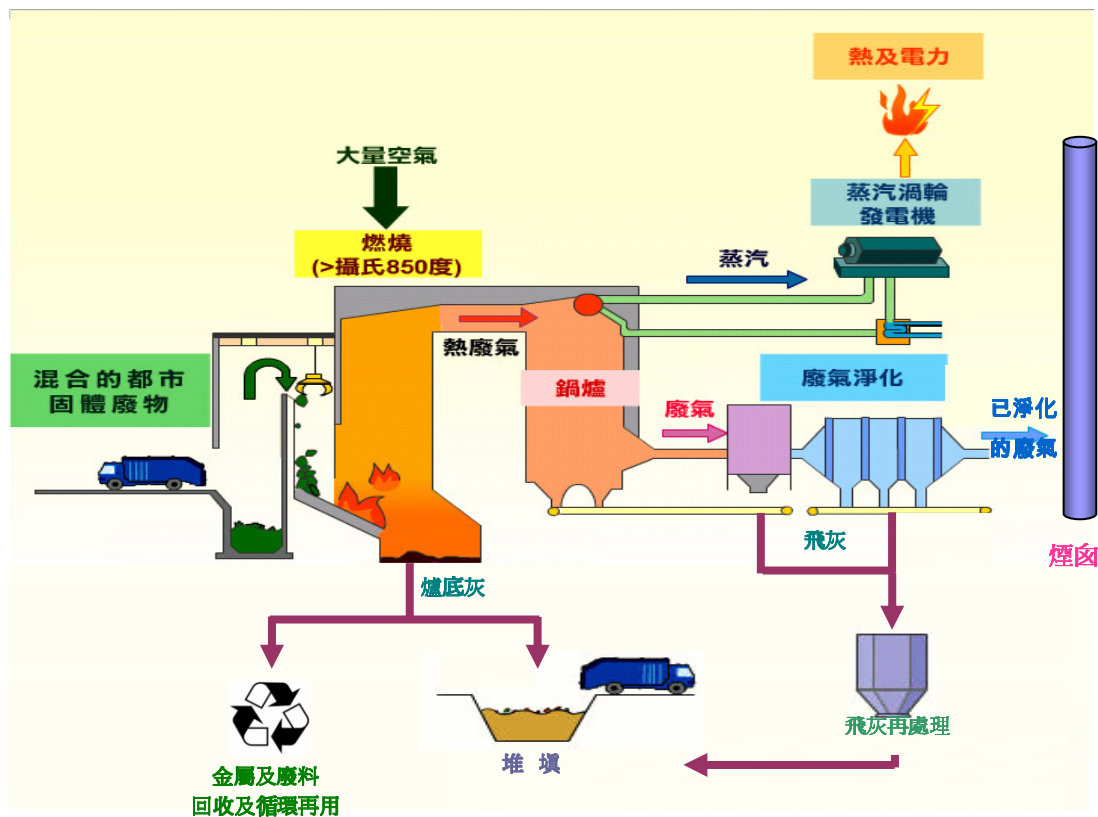 熱及電力
大量空氣
蒸汽渦輪
發電機
燃燒
(>攝氏850度)
蒸汽
熱廢氣
混合的都市
固體廢物
鍋爐
廢氣淨化
廢氣
已淨化
的廢氣
飛灰
煙囪
爐底灰
飛灰再處理
堆 填
金屬及廢料
回收及循環再用